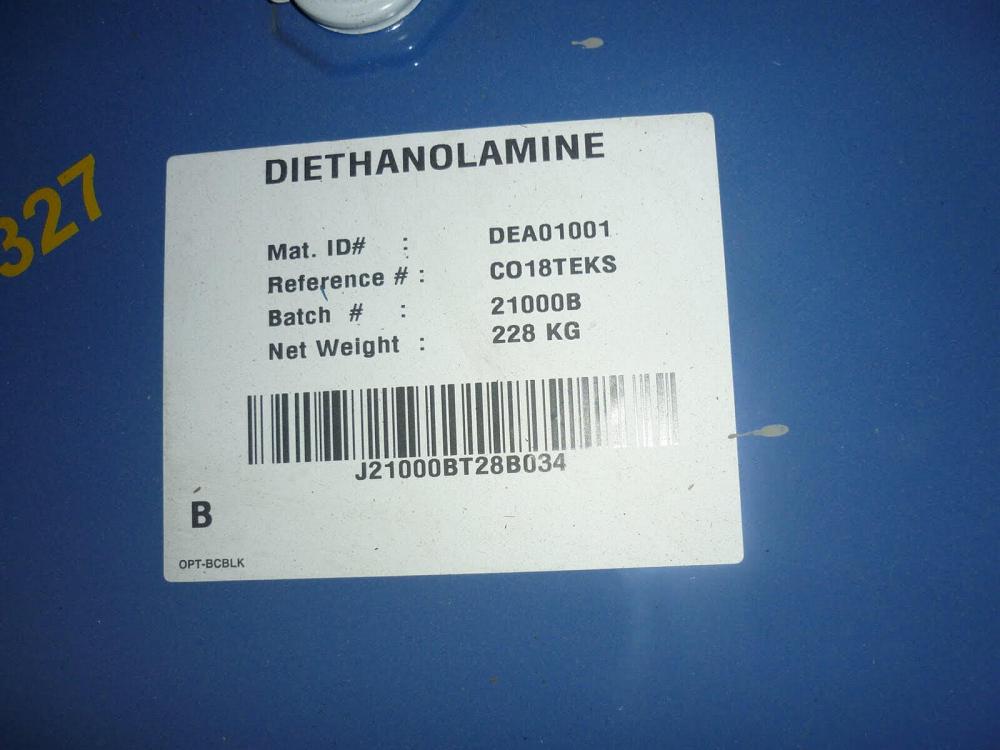 DIETHANOLAMINE
327
Mat. ID# : DEA01001
Reference # : CO18TEKS
Batch # : 21000B
Net Weight : 228 KG
J21000BT28B034
B
OPT-BCBLK